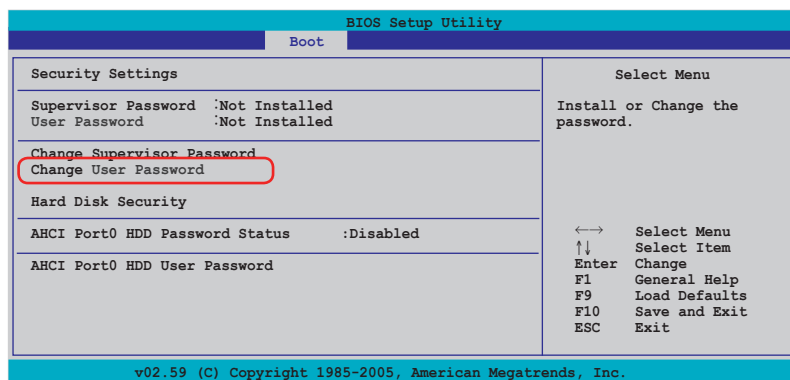 BIOS Setup Utility
Boot
Security Settings
Supervisor Password :Not Installed
User Password :Not Installed
Change Supervisor Password
Change User Password
Hard Disk Security
AHCI Port0 HDD Password Status :Disabled
AHCI Port0 HDD User Password
Select Menu
Install or Change the
password.
←→ Select Menu
↑↓ Select Item
Enter Change
F1 General Help
F9 Load Defaults
F10 Save and Exit
ESC Exit
v02.59 (C) Copyright 1985-2005, American Megatrends, Inc.